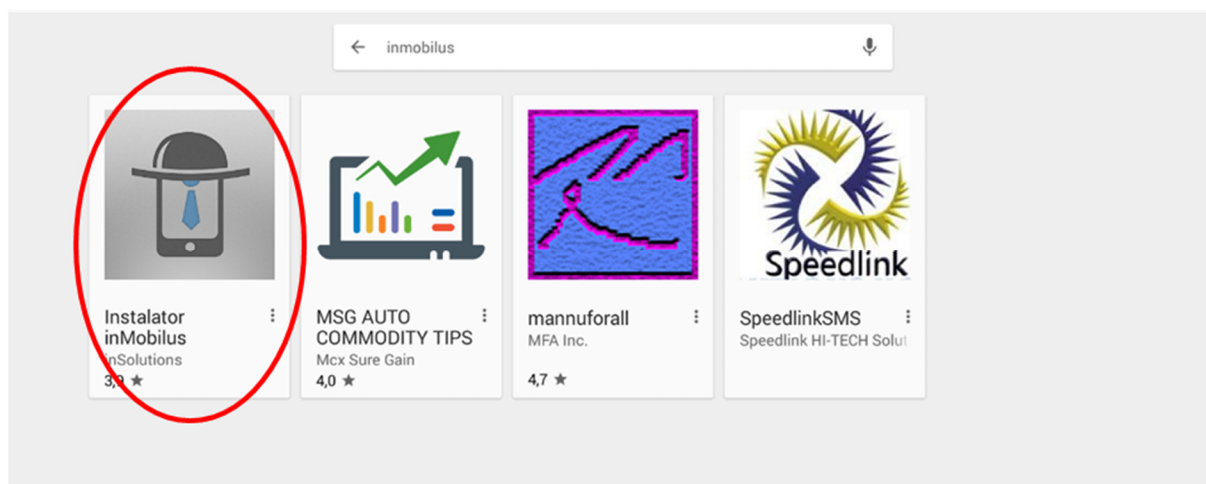 inmobilus
Instalator
inMobilus
inSolutions
3,9 ★
MSG AUTO
COMMODITY TIPS
Mcx Sure Gain
4,0 ★
mannuforall
MFA Inc.
4,7 ★
Speedlink
SpeedlinkSMS
Speedlink HI-TECH Solut